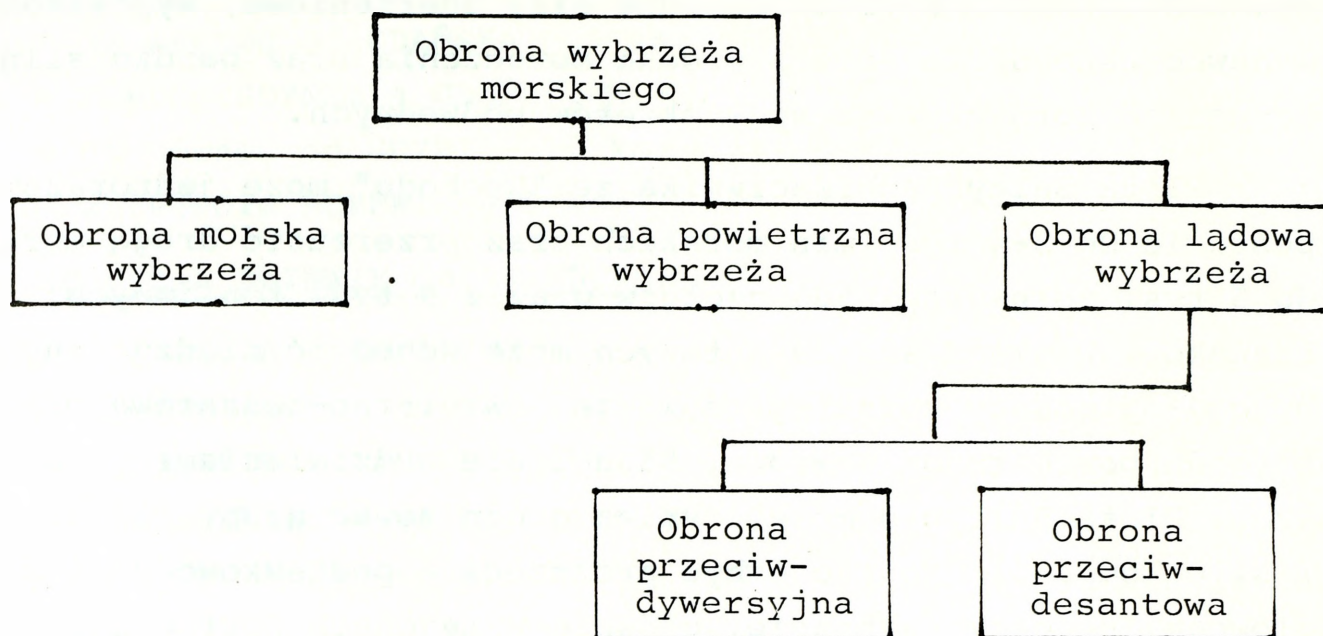 Obrona wybrzeża
morskiego
Obrona morska
wybrzeża
Obrona powietrzna
wybrzeża
Obrona lądowa
wybrzeża
Obrona
przeciw-
dywersyjna
Obrona
przeciw-
desantowa